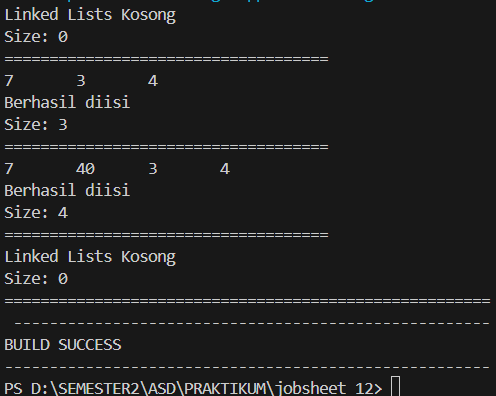 Linked Lists Kosong
Size: 0
====================================
7 3 4
Berhasil diisi
Size: 3
====================================
7 40 3 4
Berhasil diisi
Size: 4
====================================
Linked Lists Kosong
Size: 0
======================================================
-----------------------------------------------------
BUILD SUCCESS
------------------------------------------------------
PS D:\SEMESTER2\ASD\PRAKTIKUM\jobsheet 12>